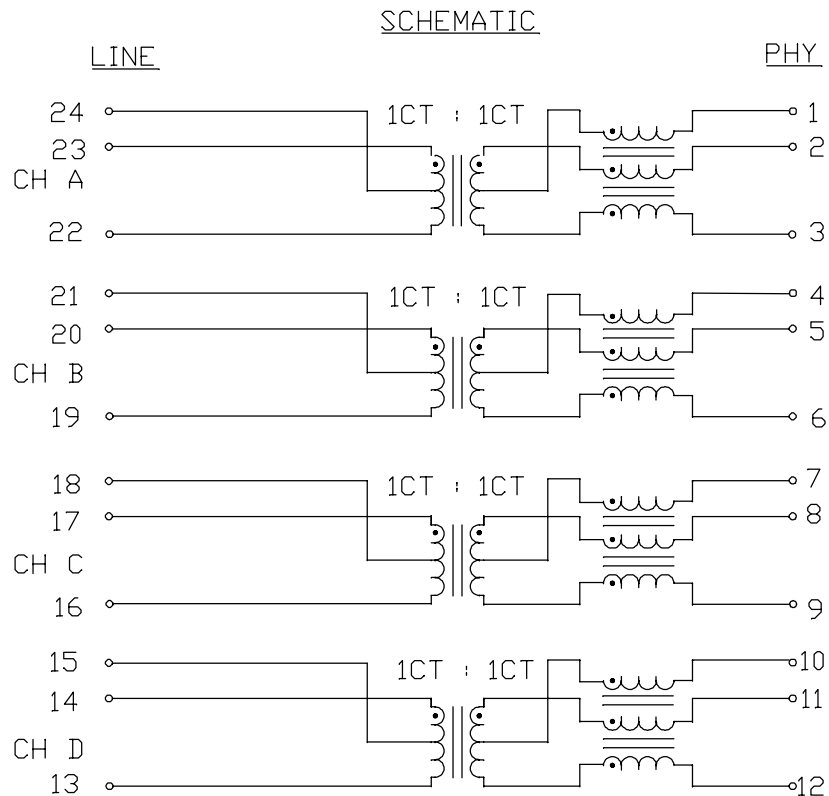 SCHEMATIC
LINE
PHY
24 1CT : 1CT 1
23 2
CH A
22 3
21 1CT : 1CT 4
20 5
CH B
19 6
18 1CT : 1CT 7
17 8
CH C
16 9
15 1CT : 1CT 10
14 11
CH D
13 12